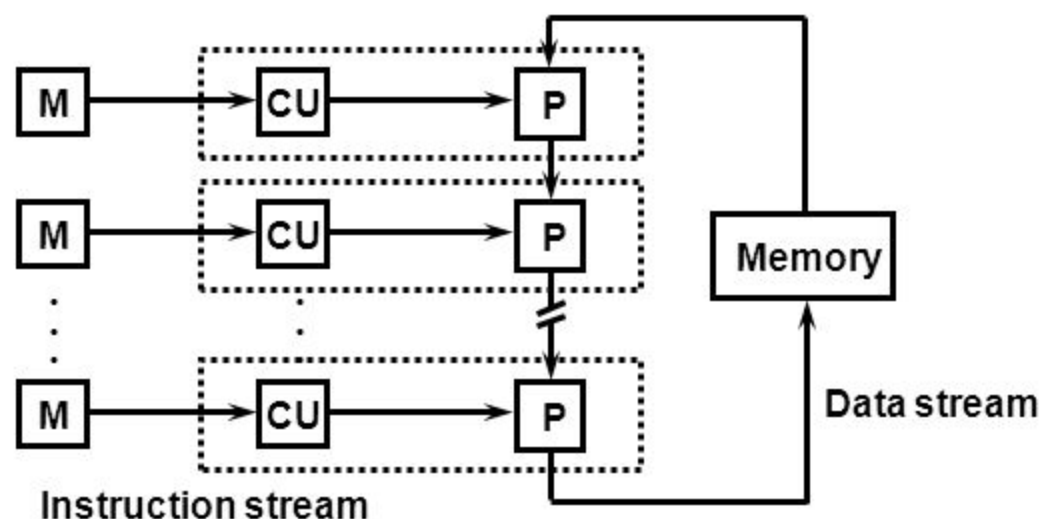 M CU P
M CU P
Memory
M CU P
Data stream
Instruction stream